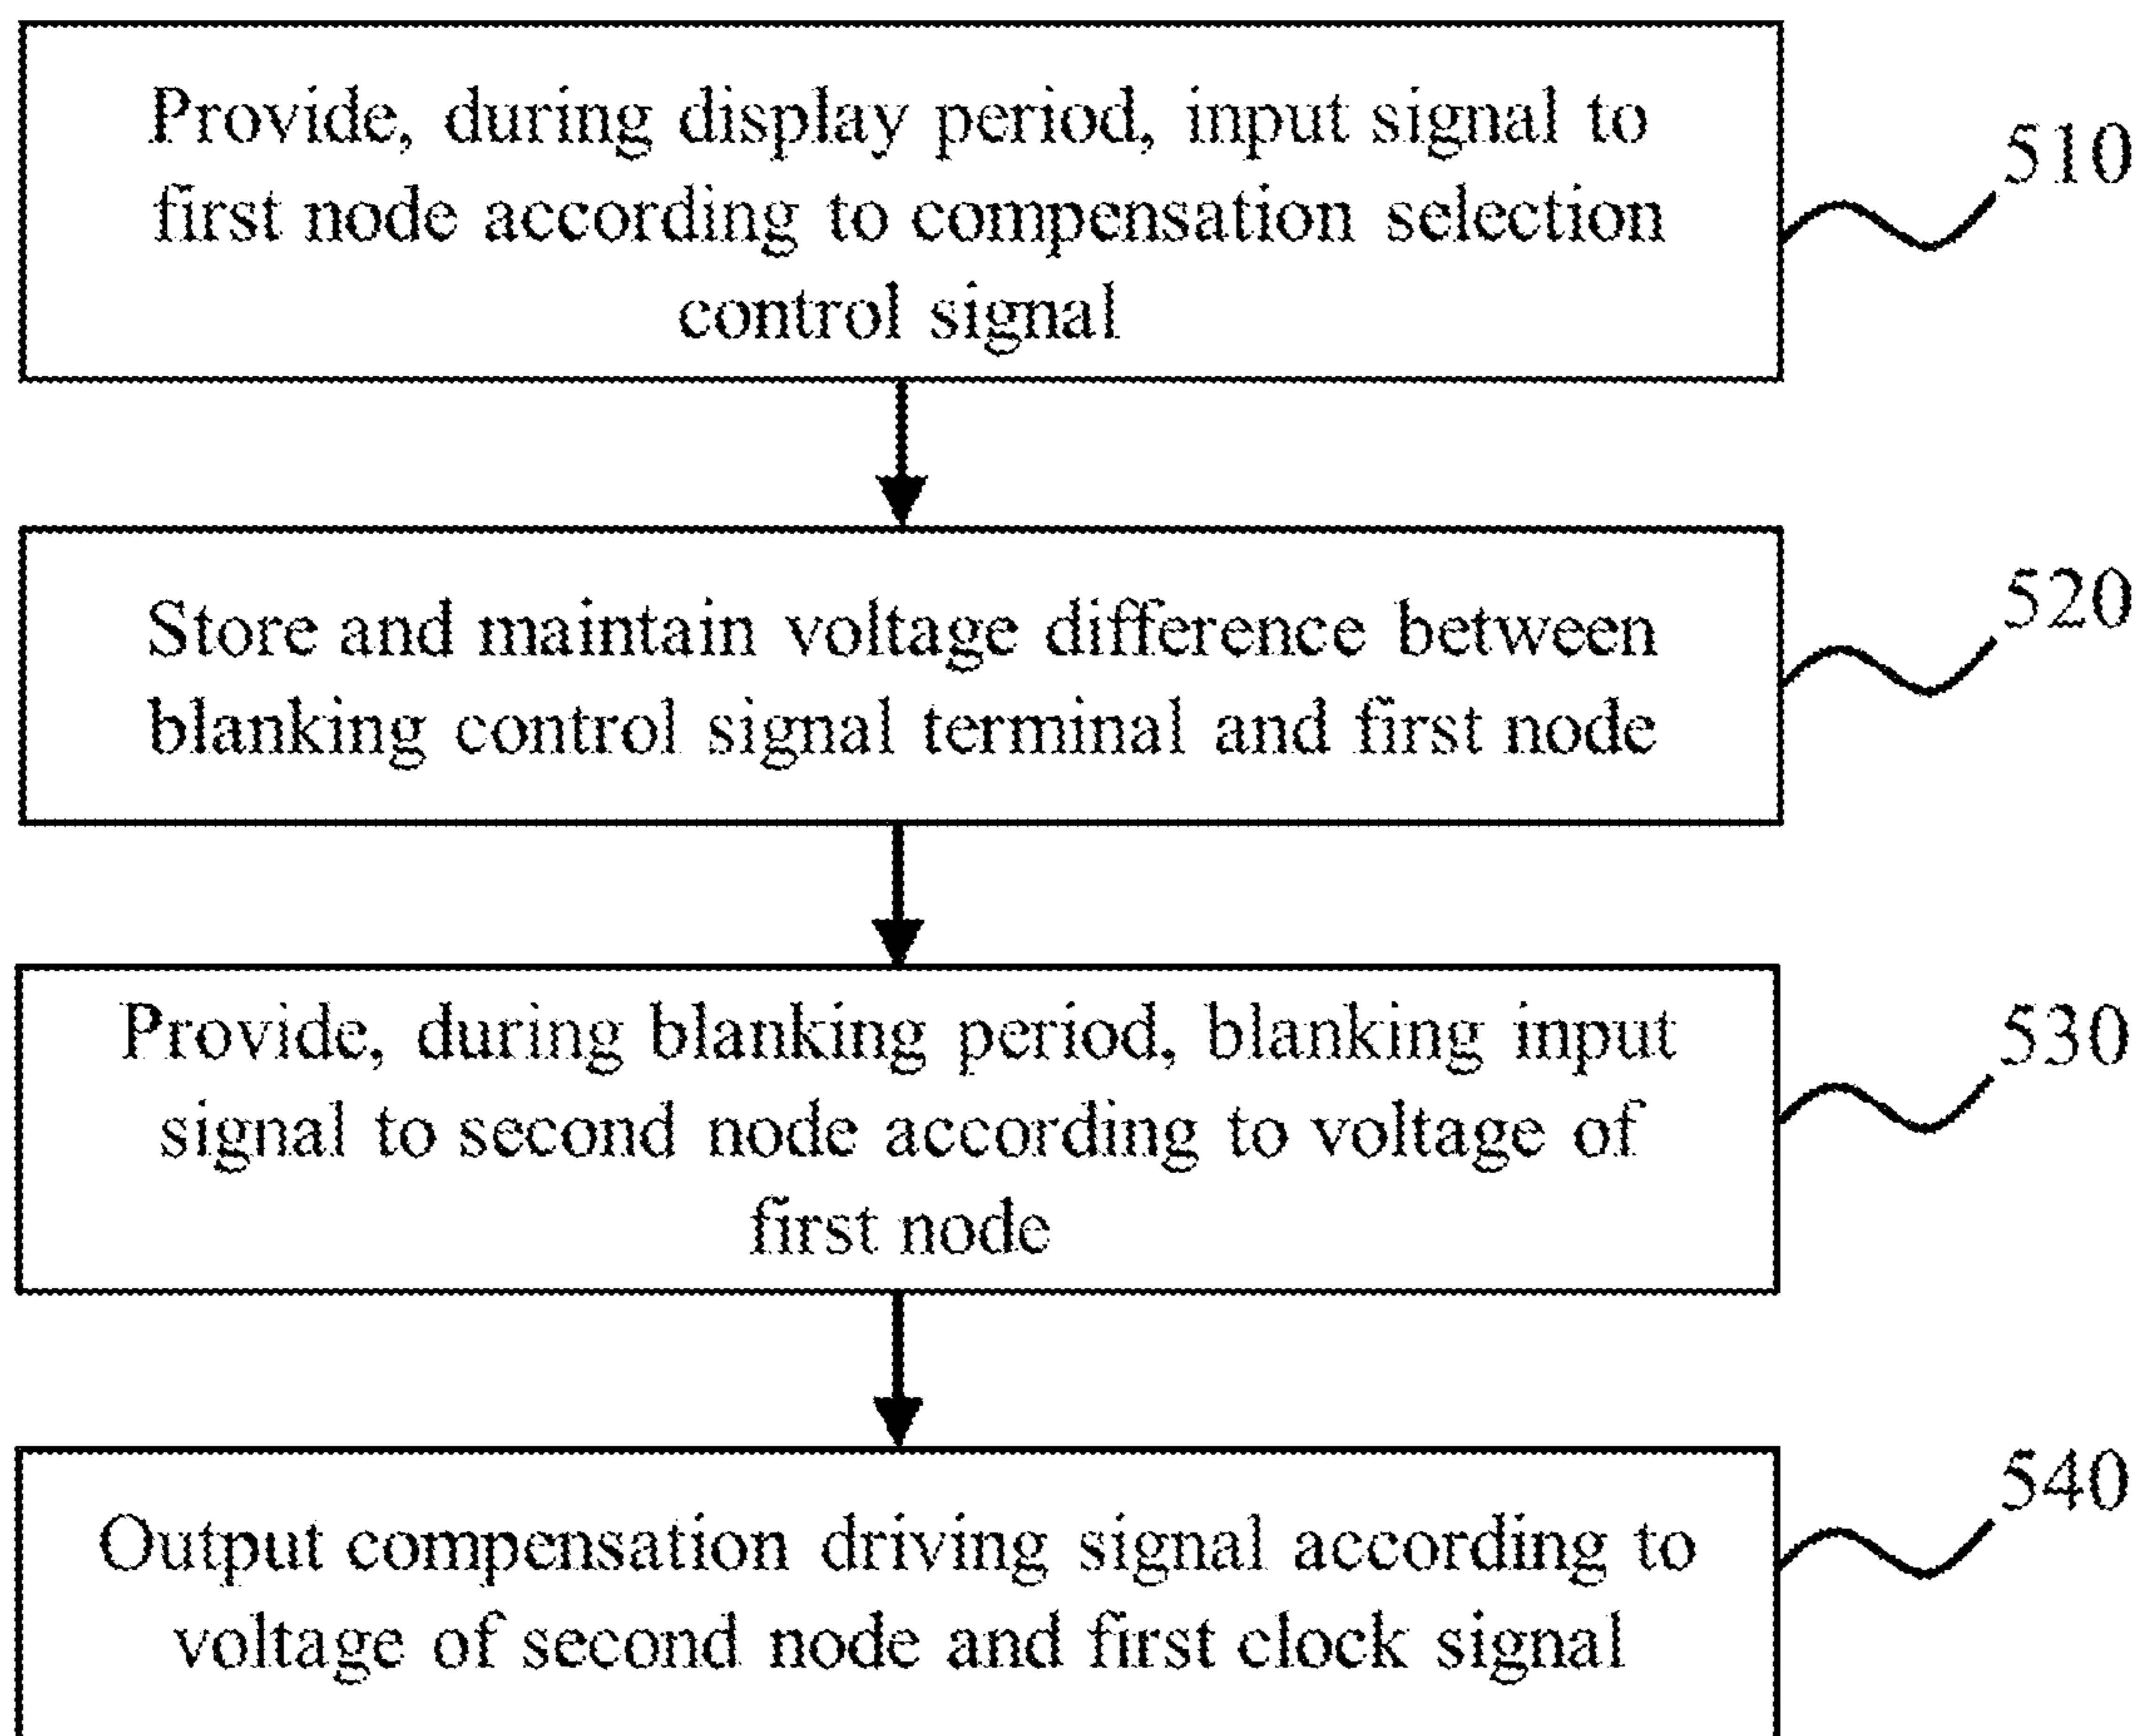 Provide, during display period, input signal to
first node according to compensation selection
control signal
510
Store and maintain voltage difference between
blanking control signal terminal and first node
520
Provide, during blanking period, blanking input
signal to second node according to voltage of
first node
530
Output compensation driving signal according to
voltage of second node and first clock signal
540